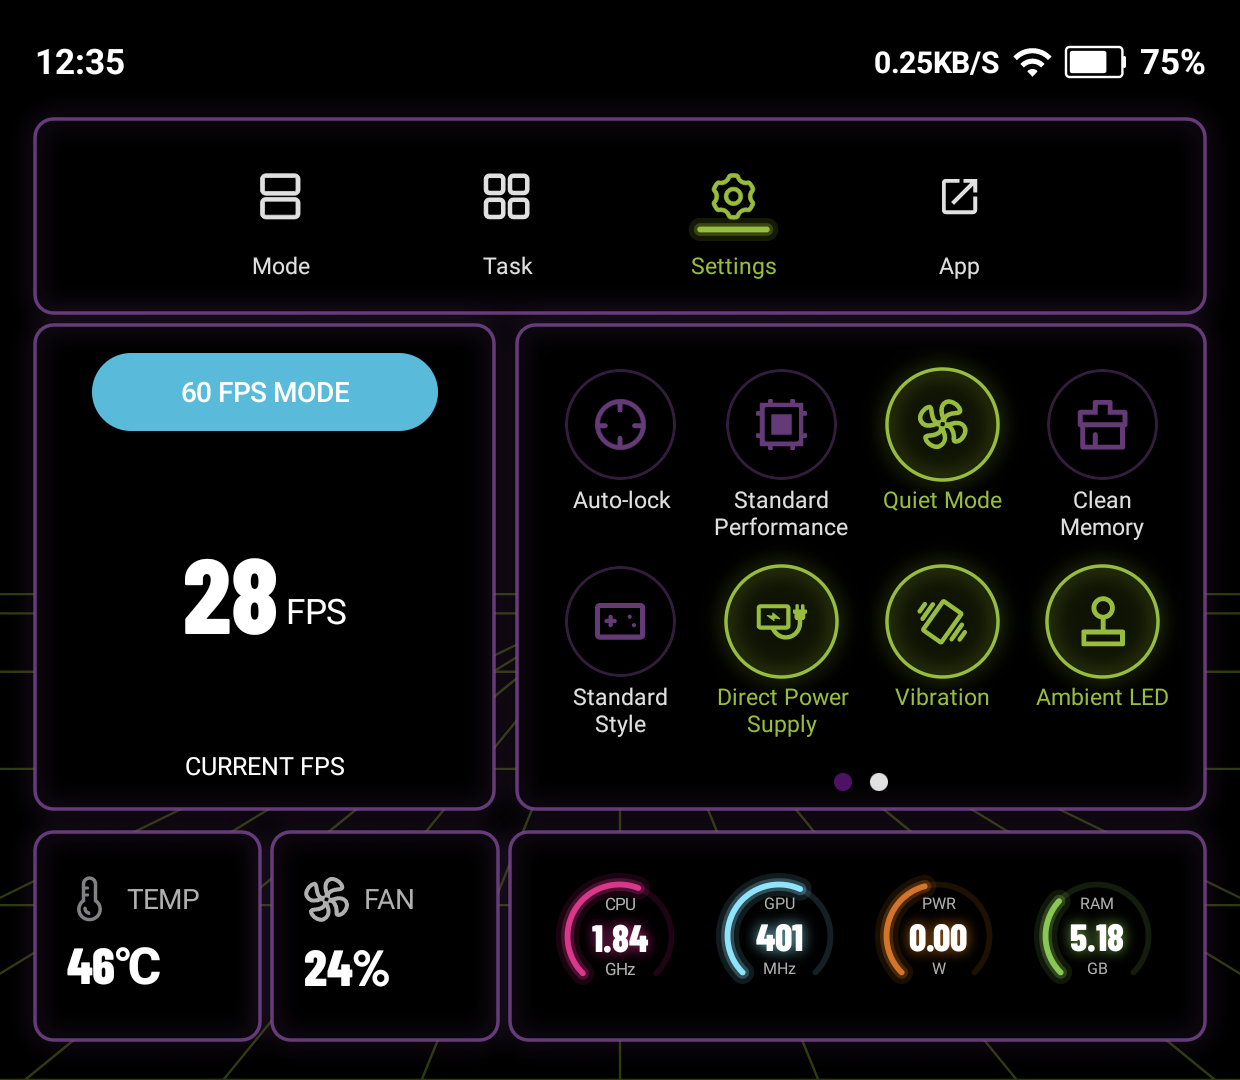 12:35
0.25KB/S 75%
Mode Task Settings App
60 FPS MODE
28 FPS
CURRENT FPS
Auto-lock
Standard
Performance
Quiet Mode
Clean
Memory
Standard
Style
Direct Power
Supply
Vibration
Ambient LED
TEMP
46℃
FAN
24%
CPU
1.84
GHz
GPU
401
MHz
PWR
0.00
W
RAM
5.18
GB